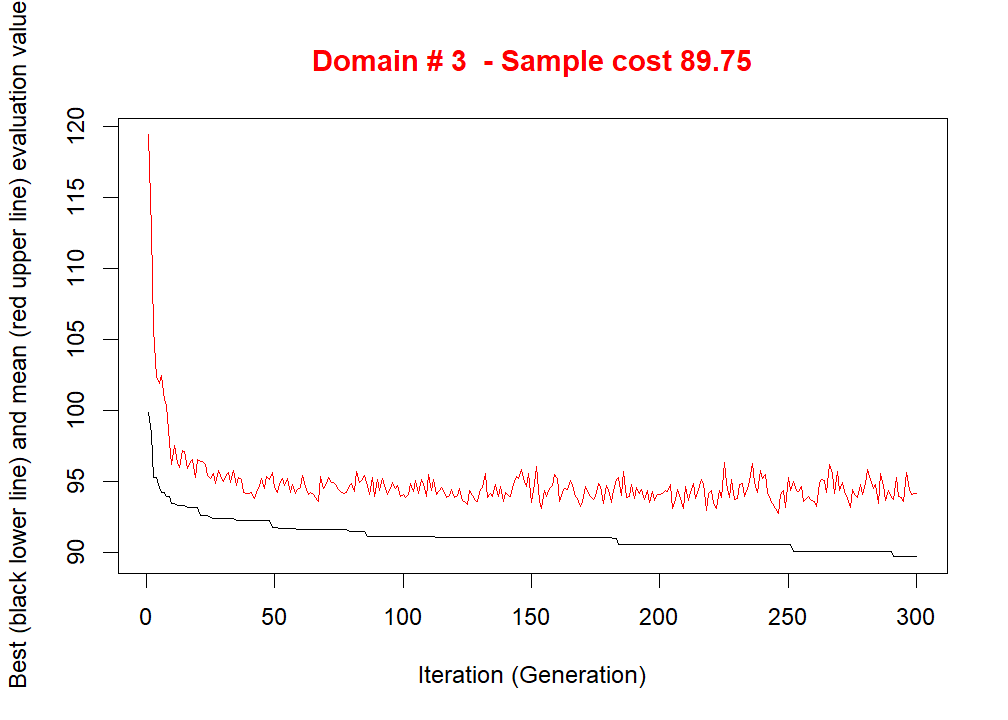 Domain # 3  - Sample cost 89.75
Best (black lower line) and mean (red upper line) evaluation value
120
115
110
105
100
95
90
0 50 100 150 200 250 300
Iteration (Generation)